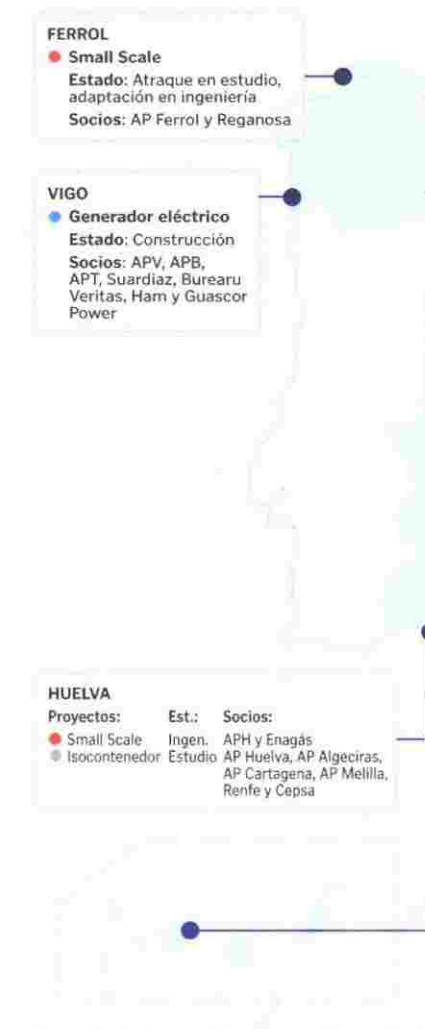 FERROL
Small Scale
Estado: Atraque en estudio,
adaptación en ingeniería
Socios: AP Ferrol y Reganosa
VIGO
Generador eléctrico
Estado: Construcción
Socios: APV, APB,
APT, Suardiaz, Burearu
Veritas, Ham y Guascor
Power
HUELVA
Proyectos: Est.: Socios:
Small Scale Ingen. APH y Enagás
Isocontenedor Estudio AP Huelva, AP Algeciras,
AP Cartagena, AP Melilla,
Renfe y Cepsa